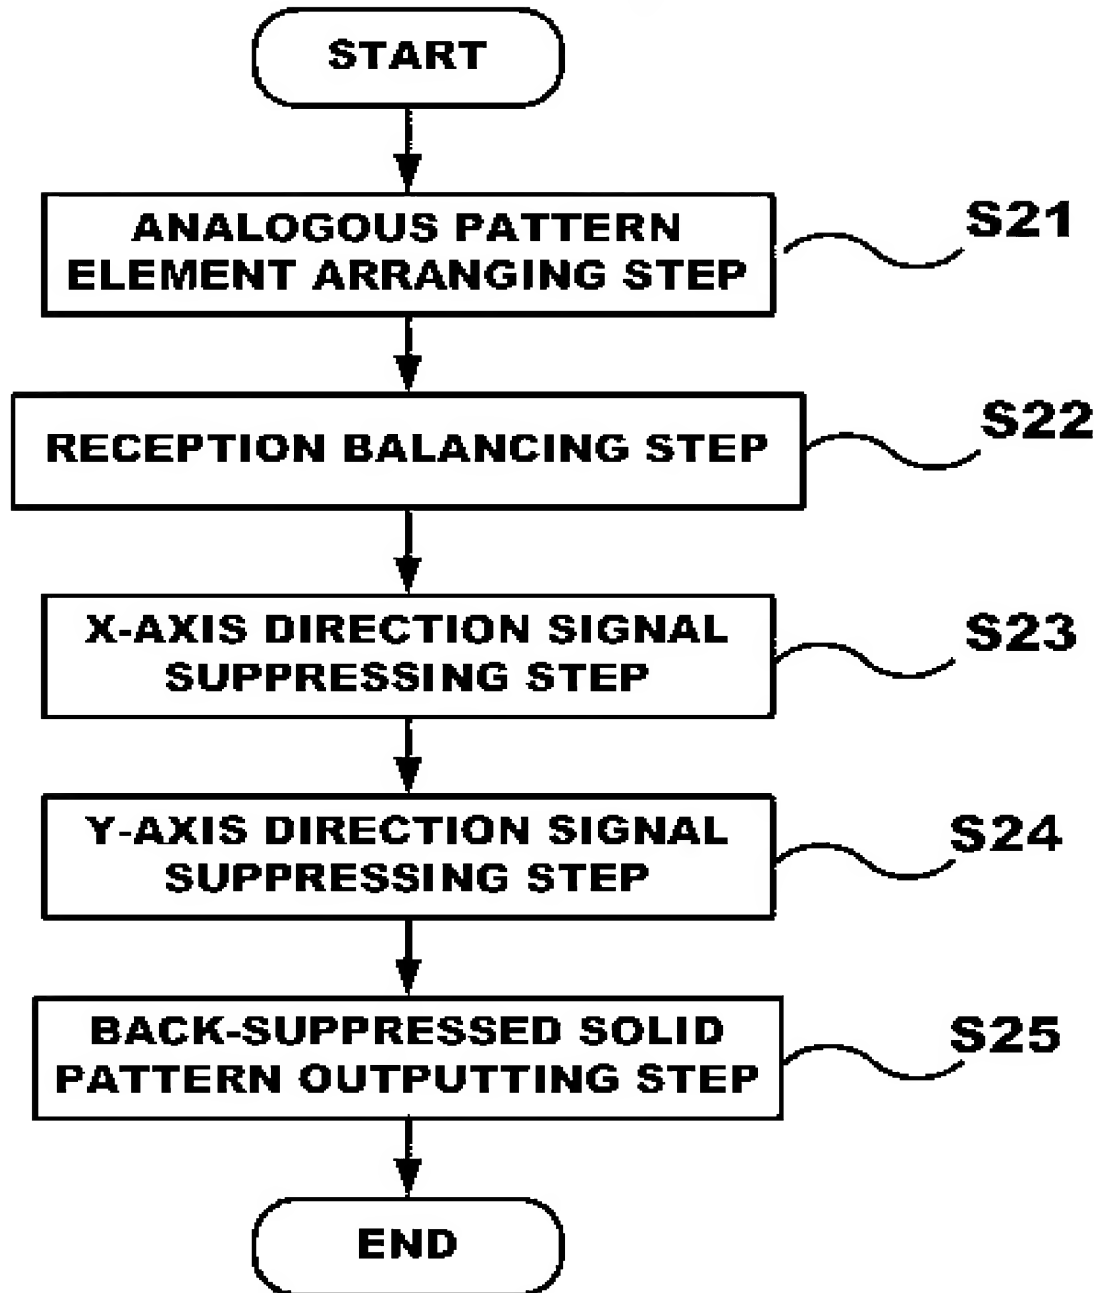 START
ANALOGOUS PATTERN
ELEMENT ARRANGING STEP
S21
RECEPTION BALANCING STEP
S22
X-AXIS DIRECTION SIGNAL
SUPPRESSING STEP
S23
Y-AXIS DIRECTION SIGNAL
SUPPRESSING STEP
S24
BACK-SUPPRESSED SOLID
PATTERN OUTPUTTING STEP
S25
END